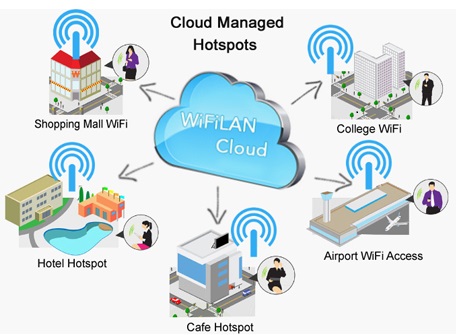 Cloud Managed
Hotspots
Shopping Mall WiFi
WiFiLAN
Cloud
College WiFi
Hotel Hotspot
Airport WiFi Access
Cafe Hotspot